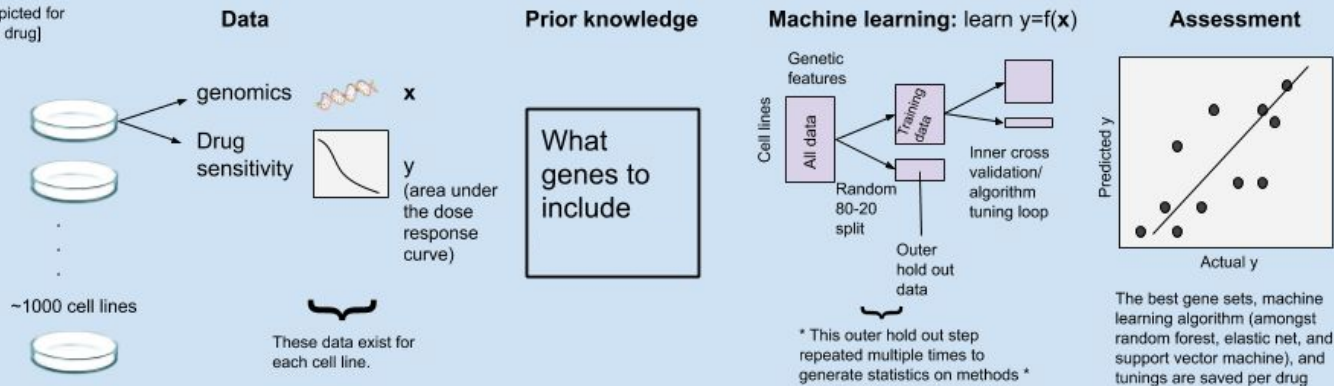 picted for
drug]
Data
genomics
x
Drug
sensitivity
y
(area under
the dose
response
curve)
.
.
.
~1000 cell lines
These data exist for
each cell line.
Prior knowledge
What
genes to
include
Machine learning: learn y=f(x)
Genetic
features
Cell lines
All data
Training
data
Random
80-20
split
Inner cross
validation/
algorithm
tuning loop
Outer
hold out
data
* This outer hold out step
repeated multiple times to
generate statistics on methods *
Assessment
Predicted y
Actual y
The best gene sets, machine
learning algorithm (amongst
random forest, elastic net, and
support vector machine), and
tunings are saved per drug